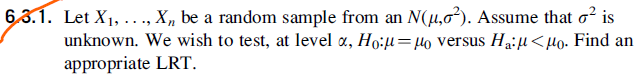 6.3.1. Let X₁, . . ., Xₙ be a random sample from an N(μ,σ²). Assume that σ² is
unknown. We wish to test, at level α, H₀:μ=μ₀ versus Hₐ:μ<μ₀. Find an
appropriate LRT.